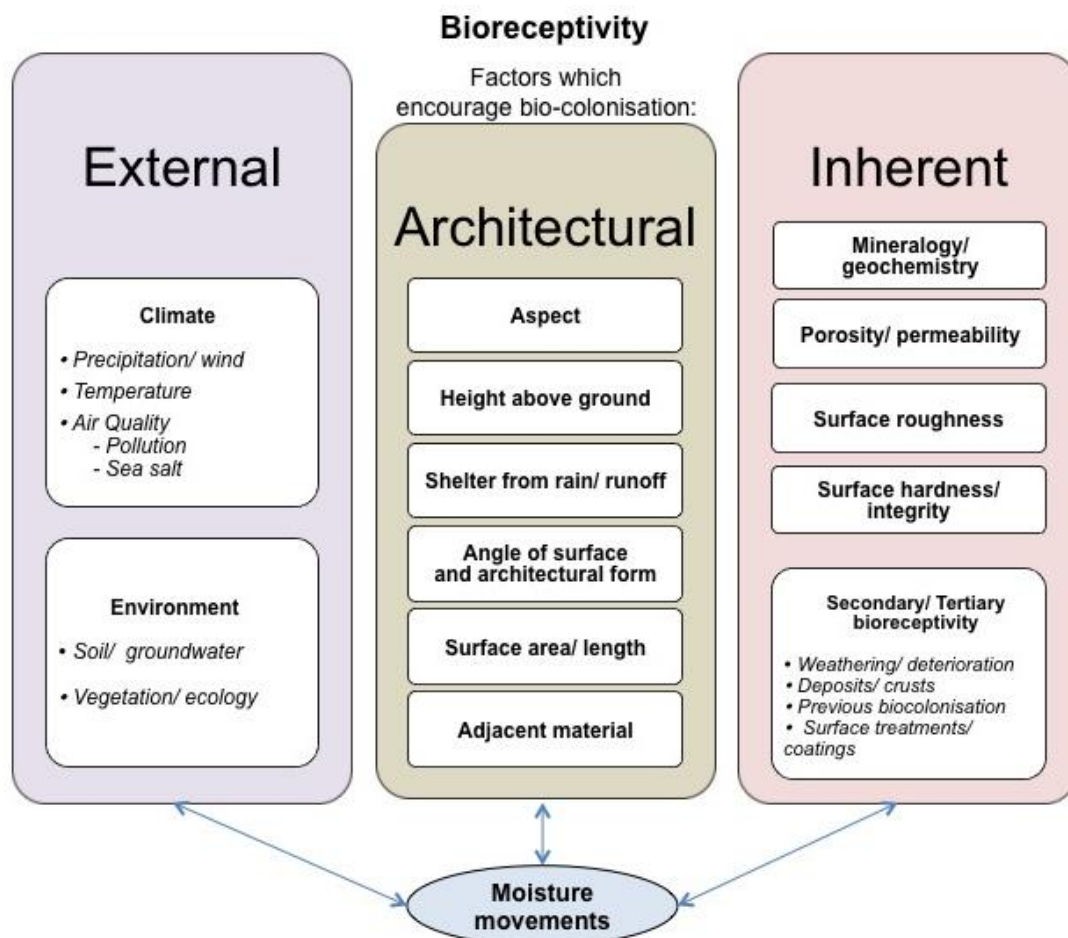 Bioreceptivity
Factors which
encourage bio-colonisation:
External
Climate
• Precipitation/ wind
• Temperature
• Air Quality
- Pollution
- Sea salt
Environment
• Soil/ groundwater
• Vegetation/ ecology
Architectural
Aspect
Height above ground
Shelter from rain/ runoff
Angle of surface
and architectural form
Surface area/ length
Adjacent material
Inherent
Mineralogy/
geochemistry
Porosity/ permeability
Surface roughness
Surface hardness/
integrity
Secondary/ Tertiary
bioreceptivity
• Weathering/ deterioration
• Deposits/ crusts
• Previous biocolonisation
• Surface treatments/
coatings
Moisture
movements